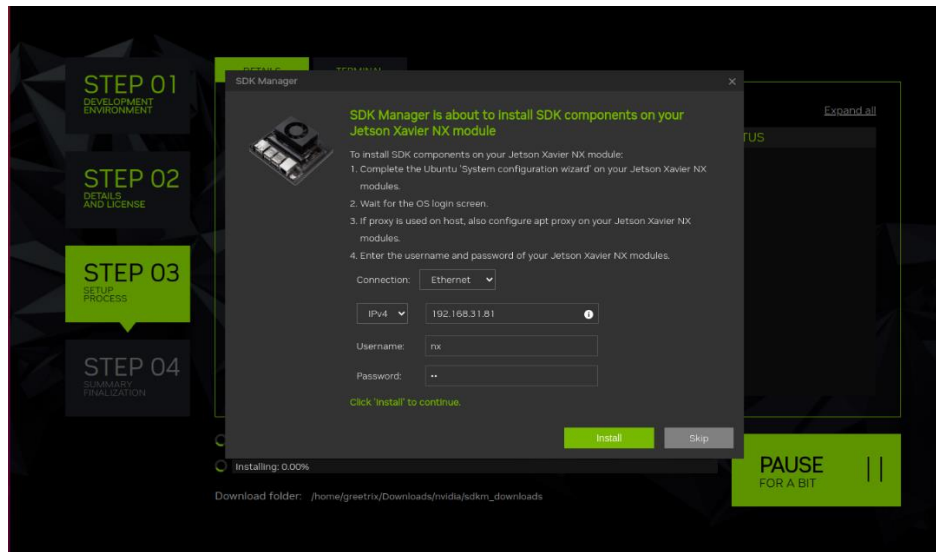 STEP 01
DEVELOPMENT
ENVIRONMENT
STEP 02
DETAILS
AND LICENSE
STEP 03
SETUP
PROCESS
STEP 04
SUMMARY
FINALIZATION
DETAILS
TERMINAL
Expand all
SDK Manager
SDK Manager is about to install SDK components on your
Jetson Xavier NX module
To install SDK components on your Jetson Xavier NX module:
1. Complete the Ubuntu 'System configuration wizard' on your Jetson Xavier NX
modules.
2. Wait for the OS login screen.
3. If proxy is used on host, also configure apt proxy on your Jetson Xavier NX
modules.
4. Enter the username and password of your Jetson Xavier NX modules.
Connection: Ethernet
IPv4 192.168.31.81
Username: nx
Password: ••
Click 'Install' to continue.
Install Skip
Installing: 0.00%
Download folder: /home/greetrix/Downloads/nvidia/sdkm_downloads
PAUSE
FOR A BIT